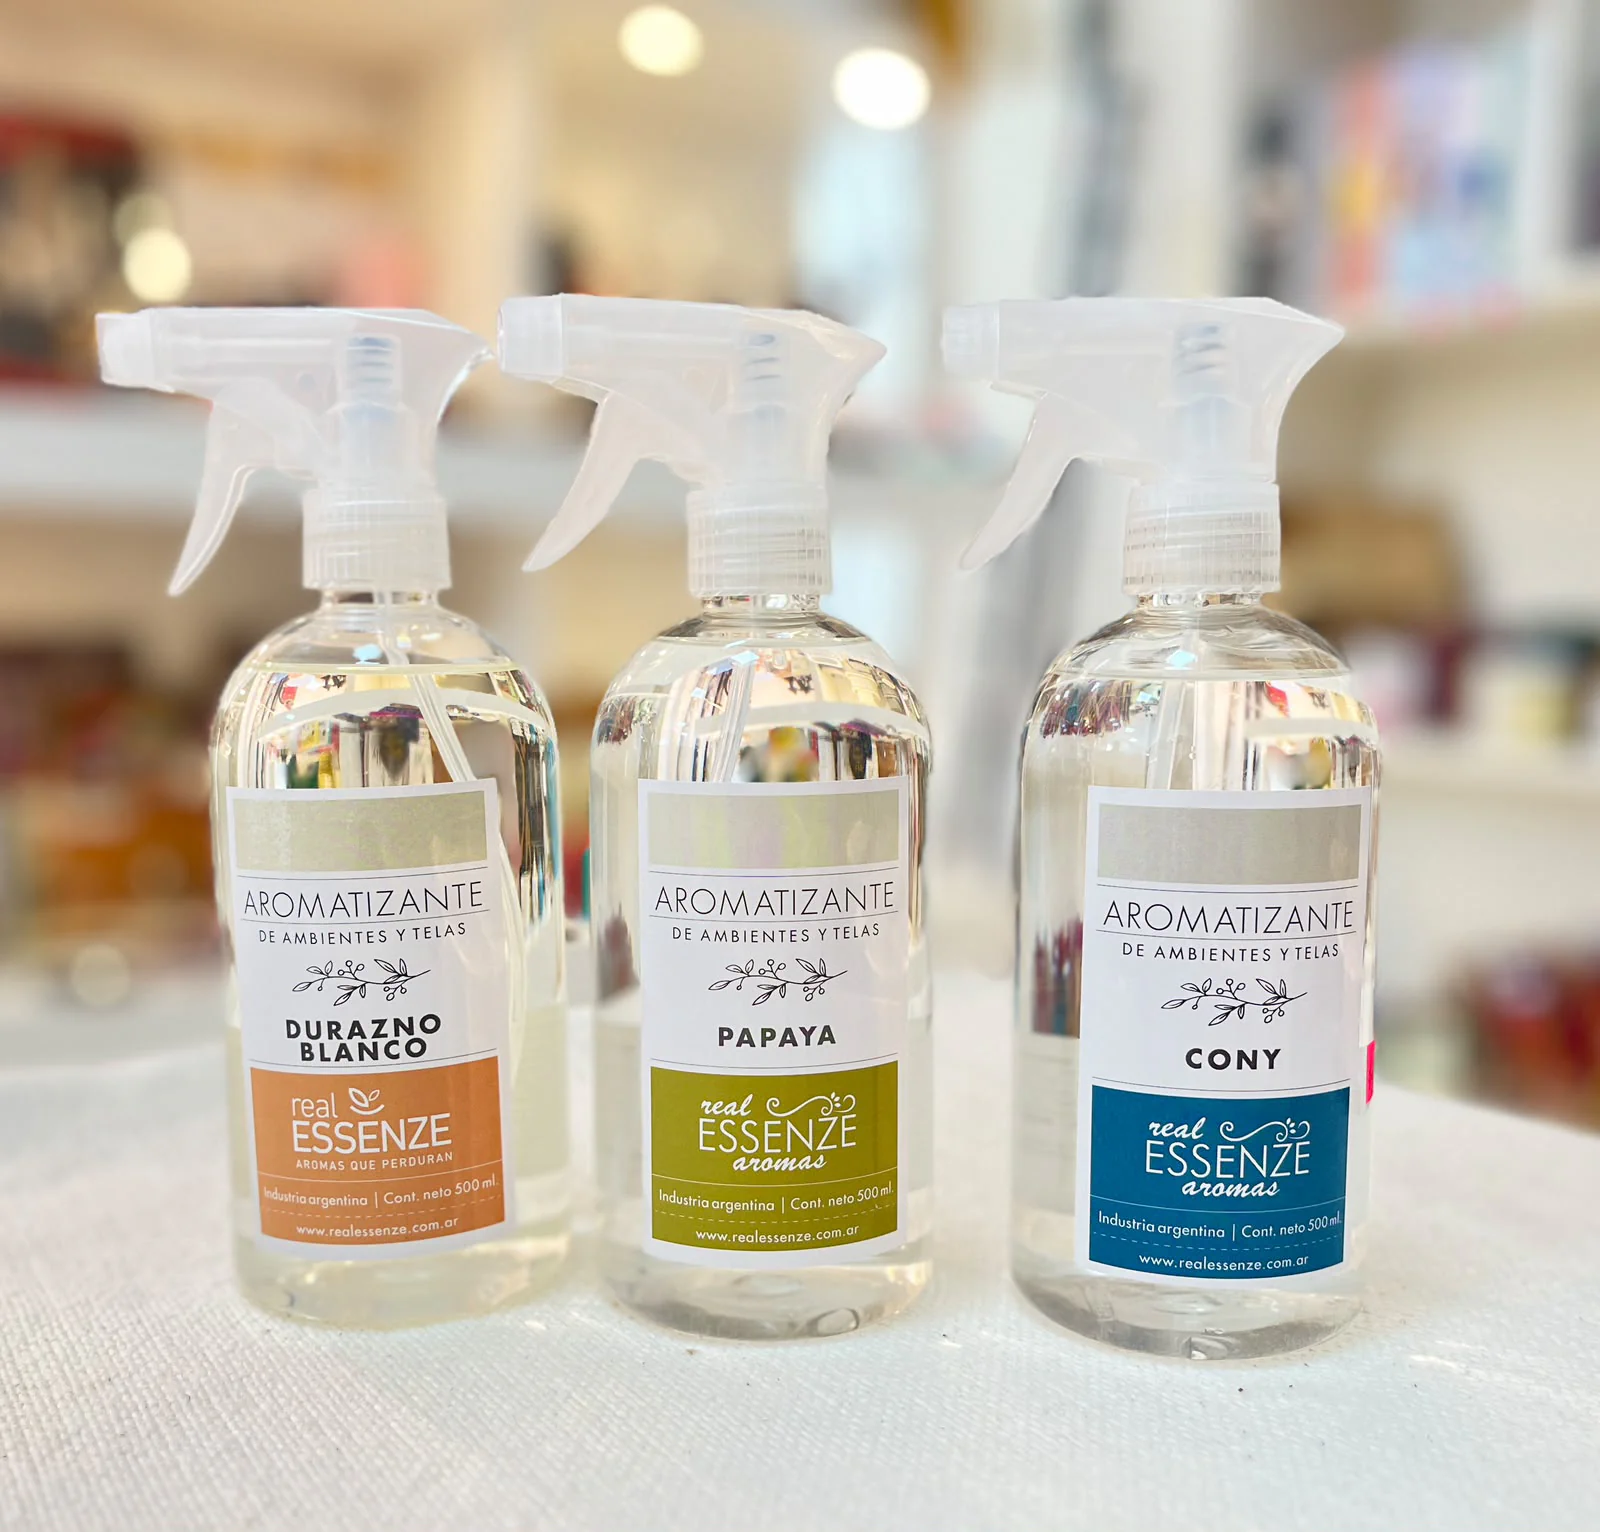 AROMATIZANTE
DE AMBIENTES Y TELAS
DURAZNO
BLANCO
real
ESSENZE
AROMAS QUE PERDURAN
Industria argentina | Cont. neto 500 ml.
www.realessenze.com.ar
AROMATIZANTE
DE AMBIENTES Y TELAS
PAPAYA
real
ESSENZE
aromas
Industria argentina | Cont. neto 500 ml.
www.realessenze.com.ar
AROMATIZANTE
DE AMBIENTES Y TELAS
CONY
real
ESSENZE
aromas
Industria argentina | Cont. neto 500 ml.
www.realessenze.com.ar